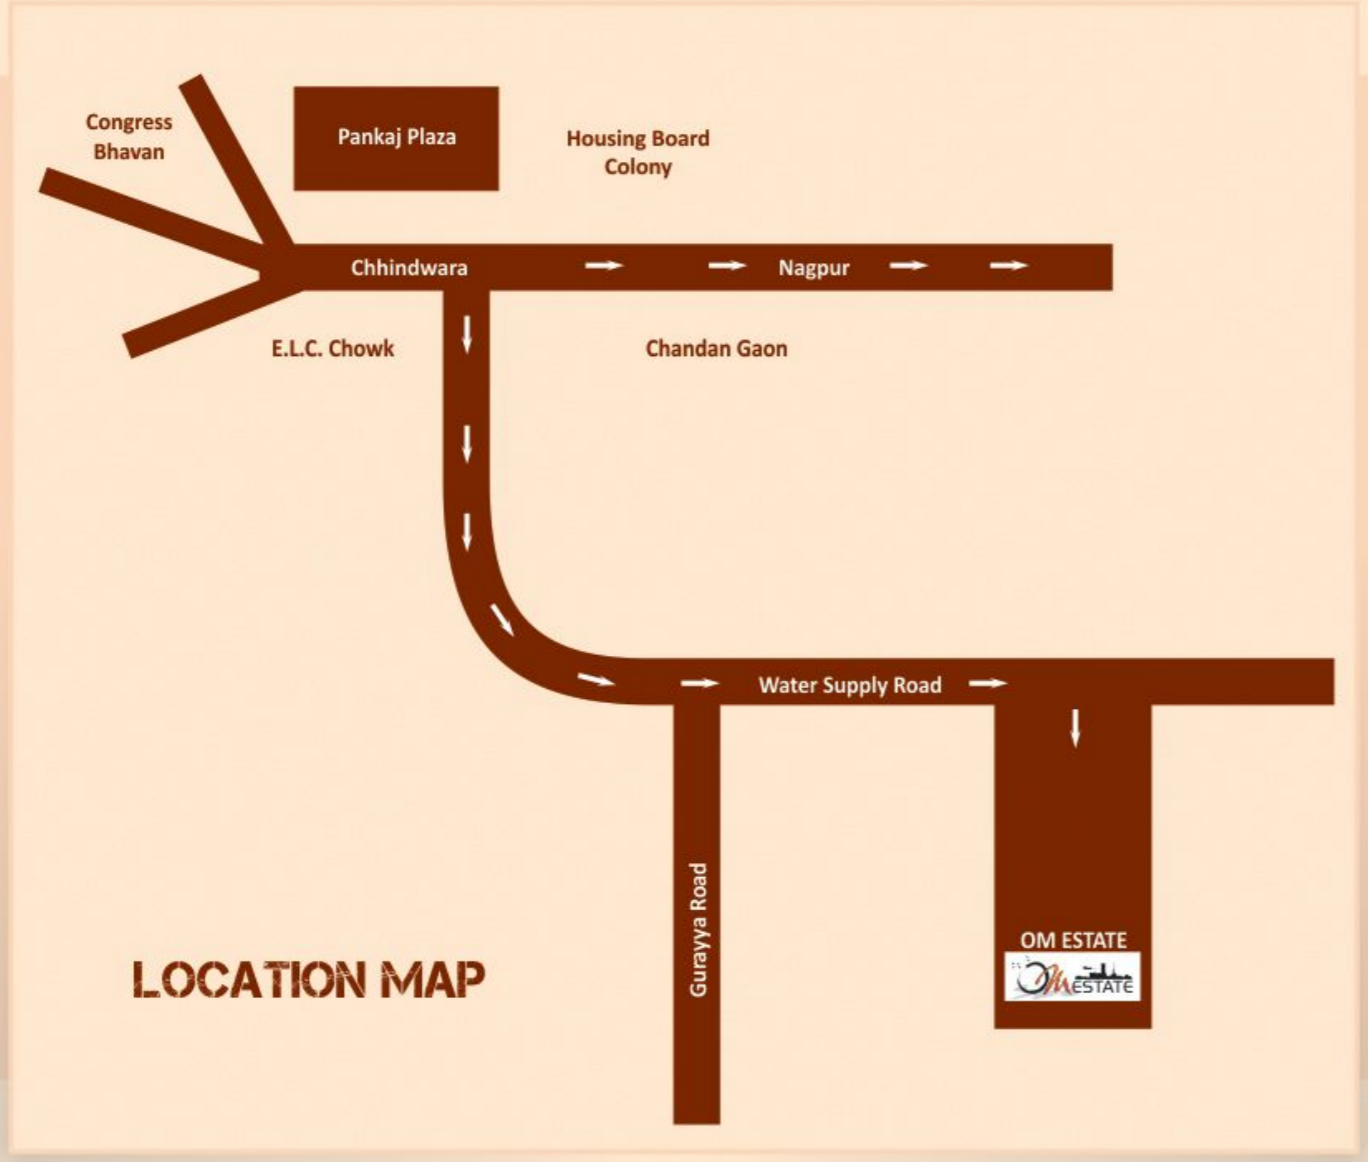 Congress
Bhavan
Pankaj Plaza
Housing Board
Colony
Chhindwara
Nagpur
E.L.C. Chowk
Chandan Gaon
Water Supply Road
Gurayya Road
OM ESTATE
OM ESTATE
LOCATION MAP